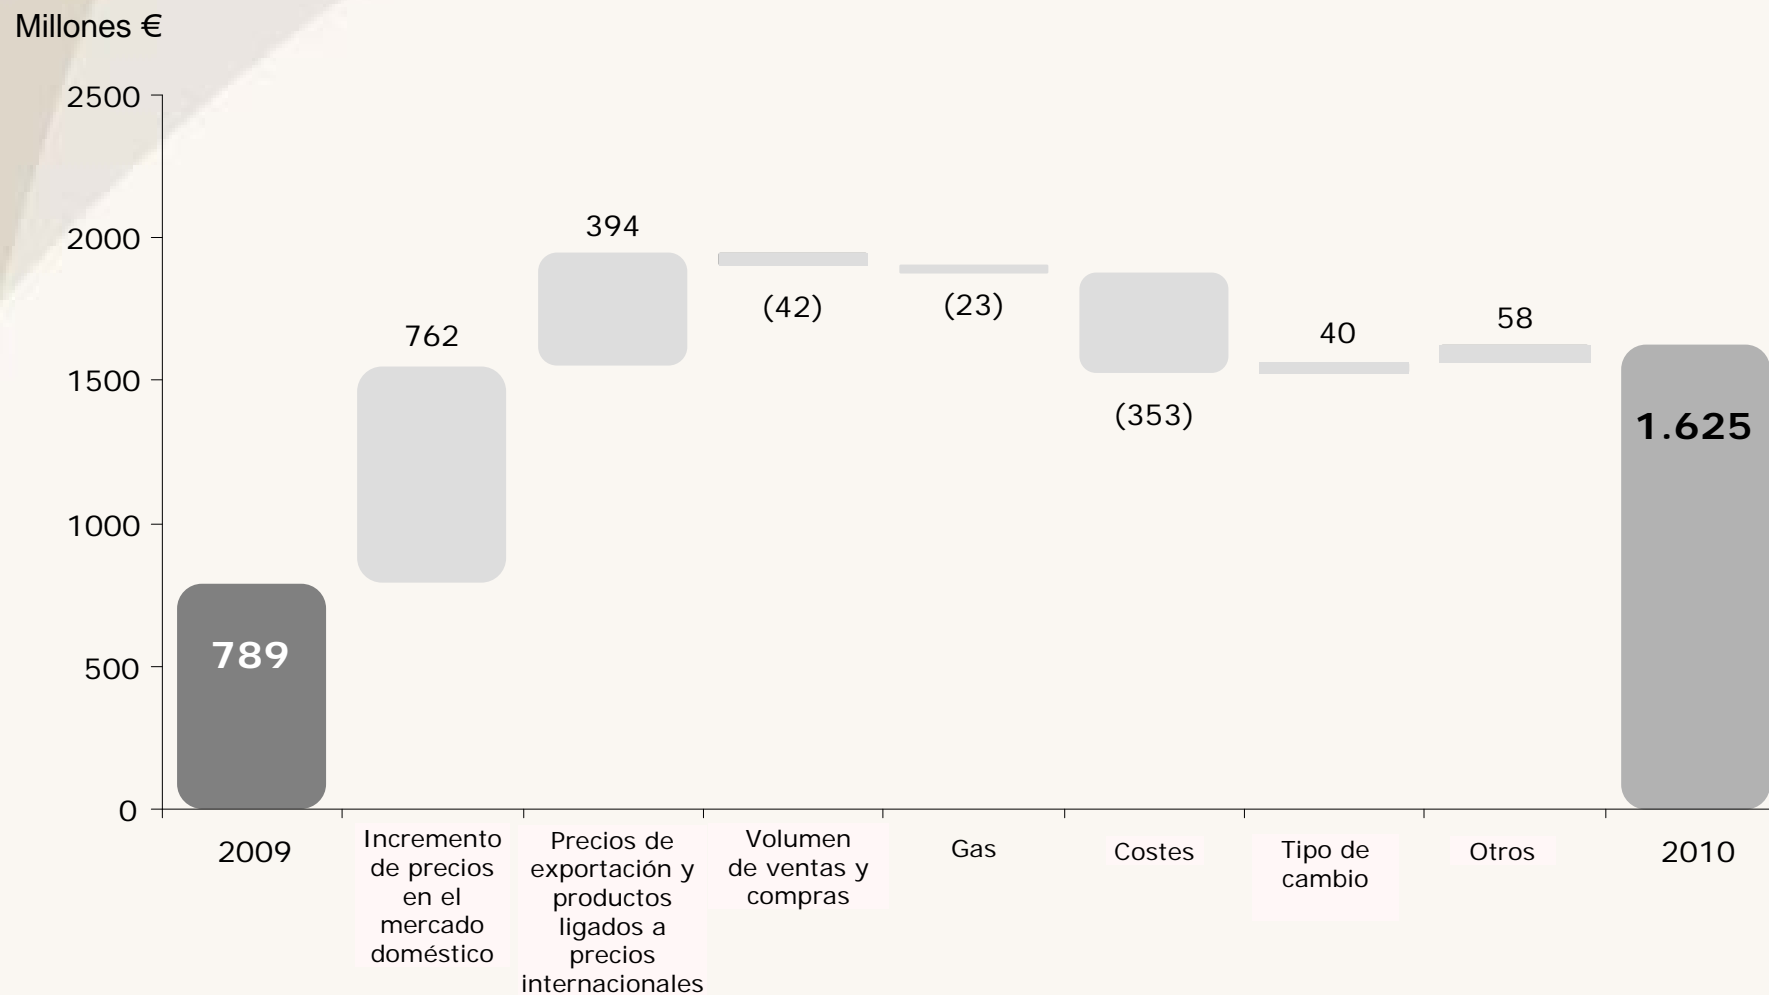 Millones €
2500
2000
1500
1000
500
0
789
762
394
(42)
(23)
(353)
40
58
1.625
2009
Incremento
de precios
en el
mercado
doméstico
Precios de
exportación y
productos
ligados a
precios
internacionales
Volumen
de ventas y
compras
Gas
Costes
Tipo de
cambio
Otros
2010